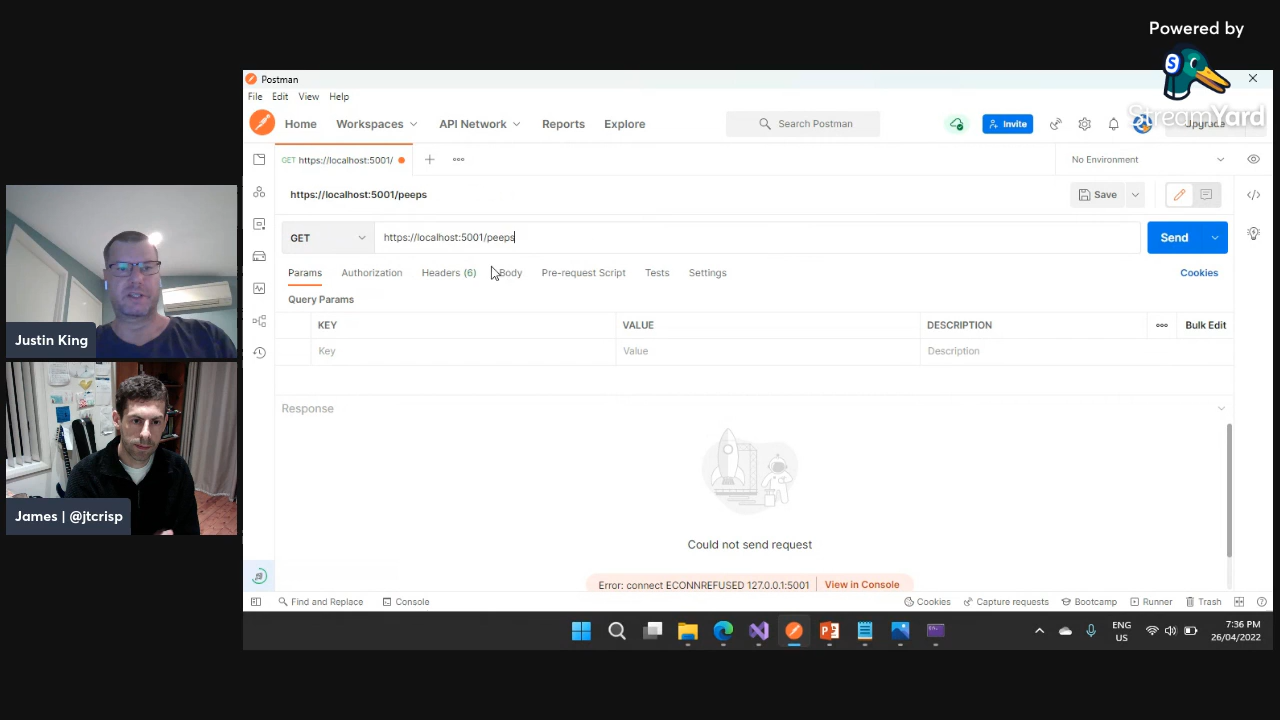 Powered by
StreamYard
Postman
File Edit View Help
Home Workspaces API Network Reports Explore Search Postman Invite Upgrade
GET https://localhost:5001/ No Environment
https://localhost:5001/peeps Save
GET https://localhost:5001/peeps Send
Params Authorization Headers (6) Body Pre-request Script Tests Settings Cookies
Query Params
KEY VALUE DESCRIPTION Bulk Edit
Key Value Description
Response
Could not send request
Error: connect ECONNREFUSED 127.0.0.1:5001 View in Console
Find and Replace Console Cookies Capture requests Bootcamp Runner Trash
ENG
US
7:36 PM
26/04/2022
Justin King
James | @jtcrisp